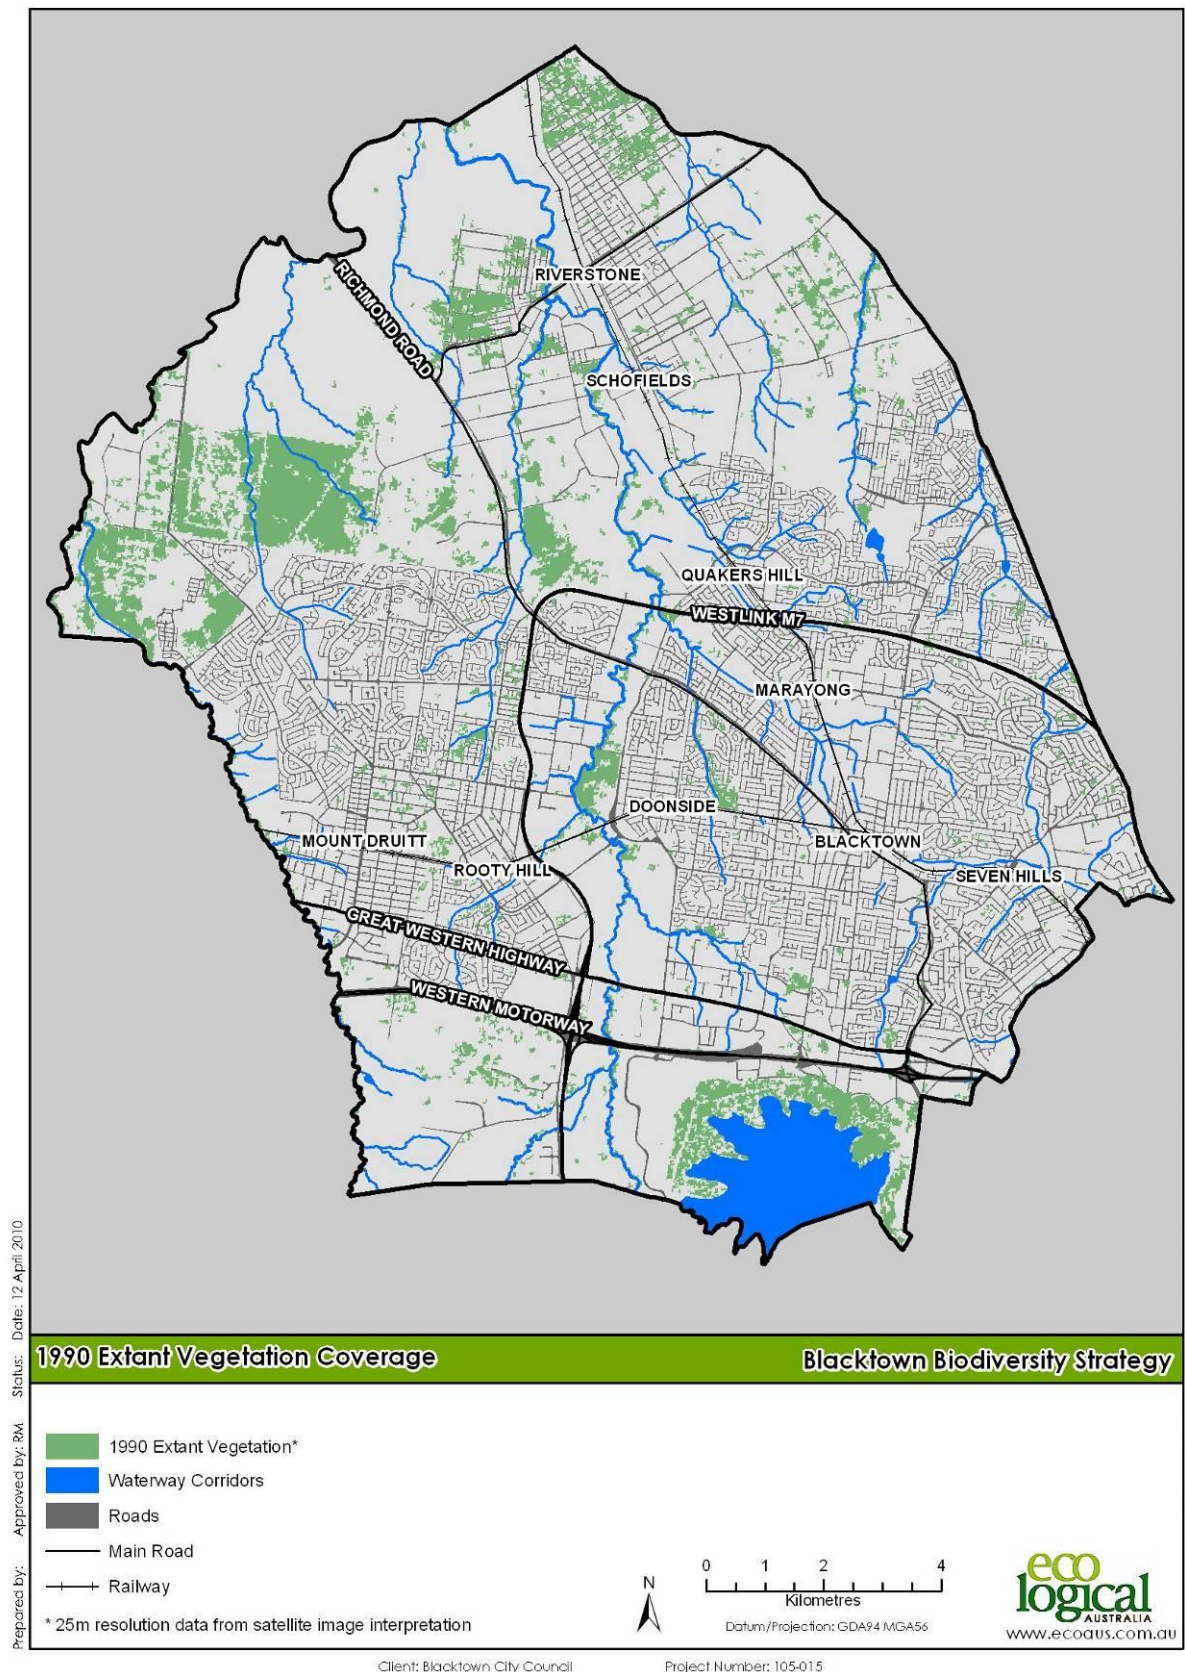 RIVERSTONE
RICHMOND ROAD
SCHOFIELDS
QUAKERS HILL
WESTLINK M7
MARAYONG
DOONSIDE
MOUNT DRUITT
BLACKTOWN
ROOTY HILL
SEVEN HILLS
GREAT WESTERN HIGHWAY
WESTERN MOTORWAY
Prepared by: Approved by: RM Status: Date: 12 April 2010
1990 Extant Vegetation Coverage
Blacktown Biodiversity Strategy
1990 Extant Vegetation*
Waterway Corridors
Roads
Main Road
Railway
* 25m resolution data from satellite image interpretation
N
0 1 2 4
Kilometres
Datum/Projection: GDA94 MGA56
eco
logical
AUSTRALIA
www.ecoaus.com.au
Client: Blacktown City Council
Project Number: 105-015